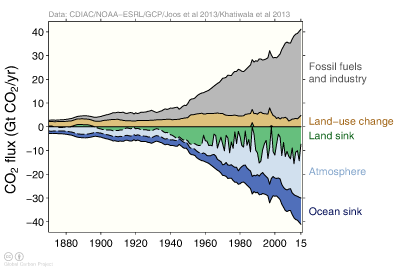 Data: CDIAC/NOAA-ESRL/GCP/Joos et al 2013/Khatiwala et al 2013
CO2 flux (Gt CO2/yr)
40
30
20
10
0
−10
−20
−30
−40
1880
1900
1920
1940
1960
1980
2000
15
Fossil fuels
and industry
Land-use change
Land sink
Atmosphere
Ocean sink
Global Carbon Project